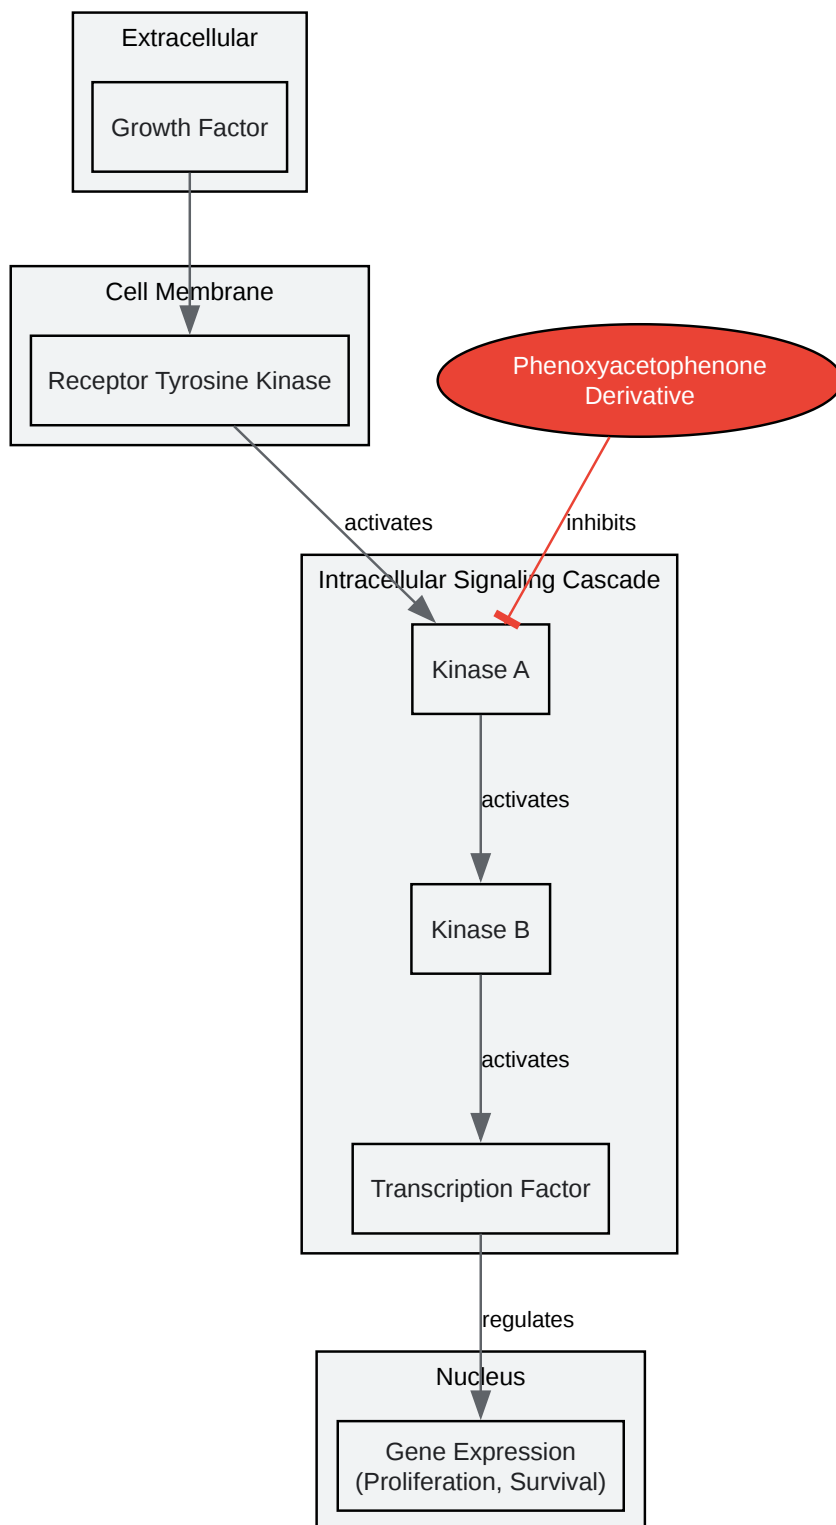 Extracellular
Growth Factor
Cell Membrane
Receptor Tyrosine Kinase
Phenoxyacetophenone
Derivative
activates
inhibits
Intracellular Signaling Cascade
Kinase A
activates
Kinase B
activates
Transcription Factor
regulates
Nucleus
Gene Expression
(Proliferation, Survival)